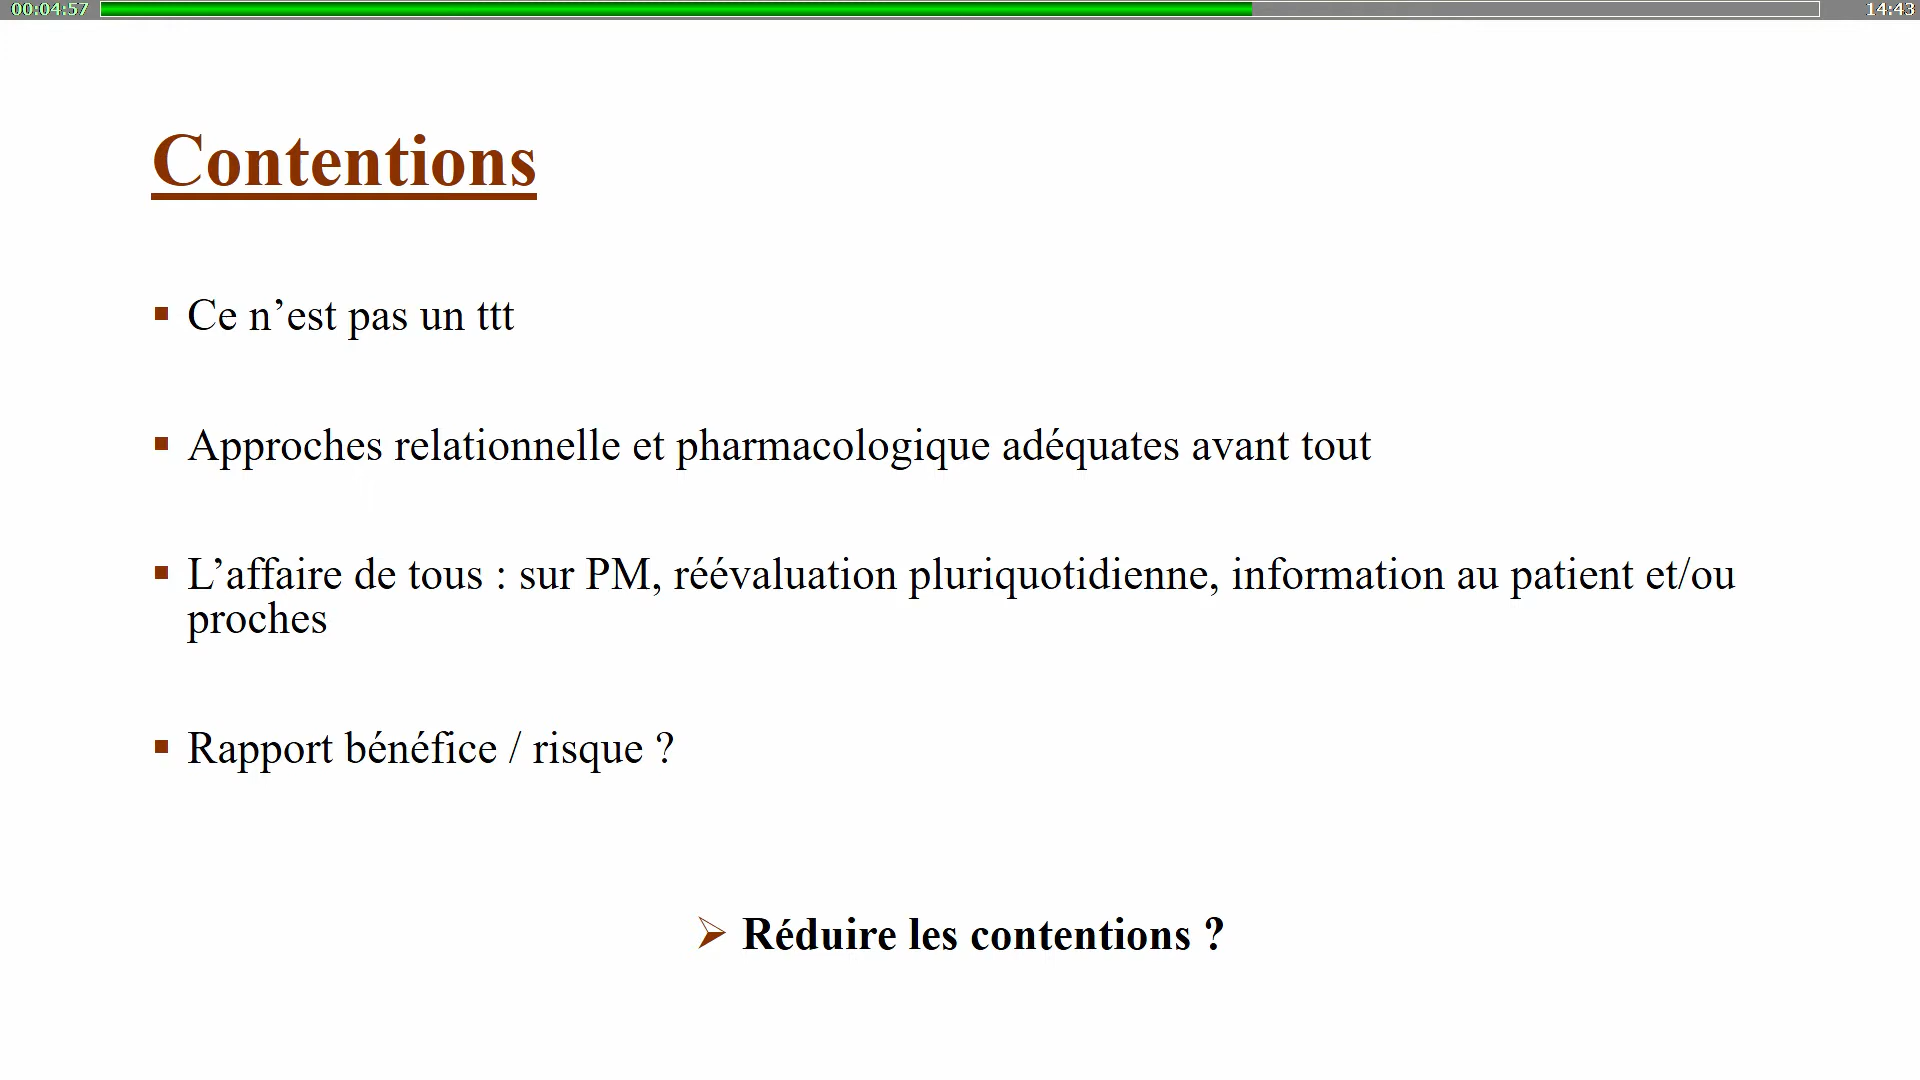 00:04:57
14:43
Contentions
▪ Ce n’est pas un ttt
▪ Approches relationnelle et pharmacologique adéquates avant tout
▪ L’affaire de tous : sur PM, réévaluation pluriquotidienne, information au patient et/ou
proches
▪ Rapport bénéfice / risque ?
➢ Réduire les contentions ?